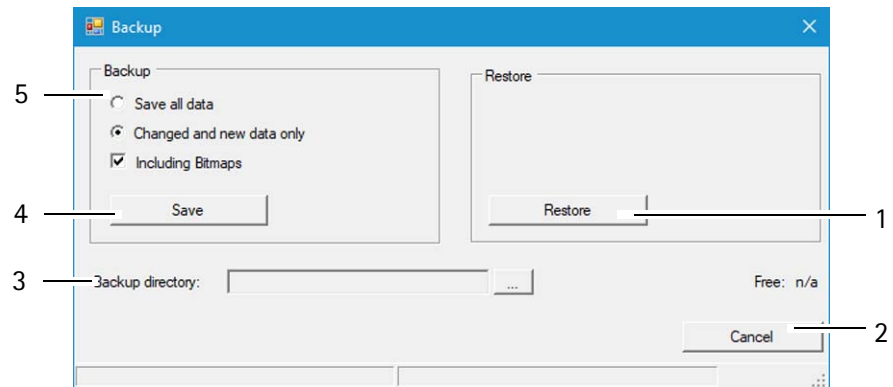 Backup
Backup
Restore
5
Save all data
Changed and new data only
Including Bitmaps
4
Save
Restore
1
3
Backup directory:
...
Free: n/a
Cancel
2